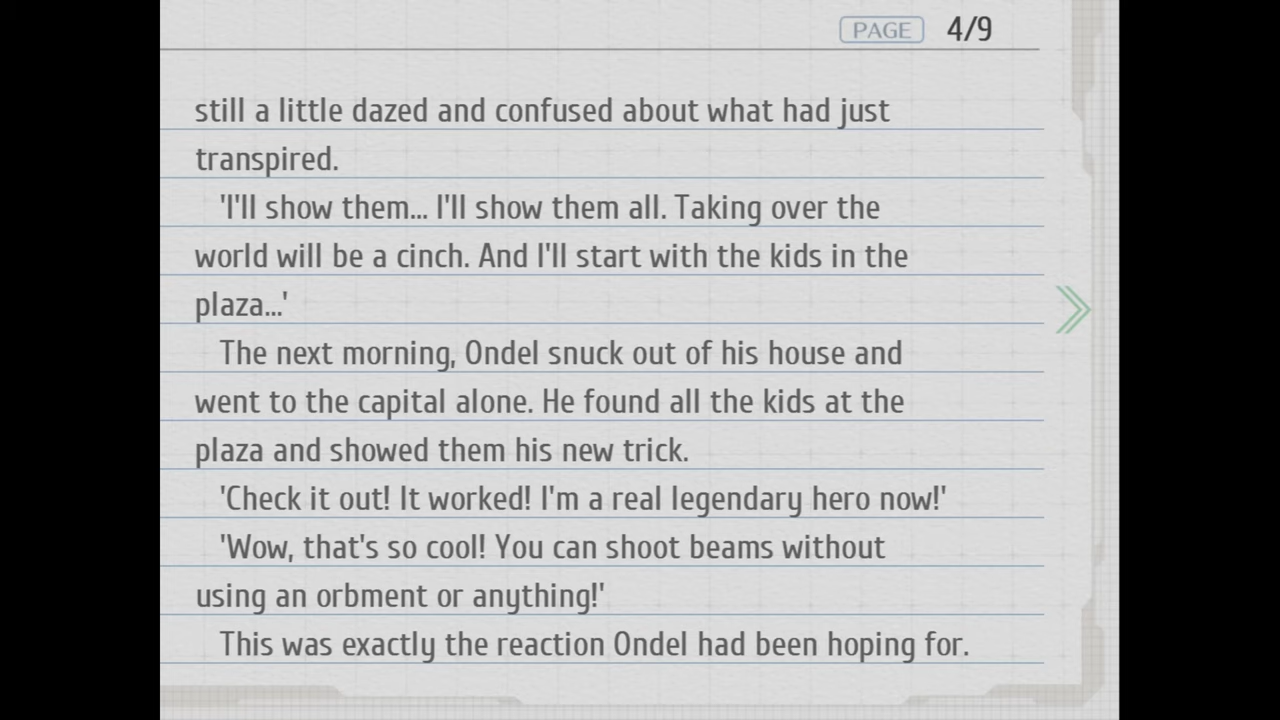 PAGE 4/9
still a little dazed and confused about what had just
transpired.
'I'll show them... I'll show them all. Taking over the
world will be a cinch. And I'll start with the kids in the
plaza...'
The next morning, Ondel snuck out of his house and
went to the capital alone. He found all the kids at the
plaza and showed them his new trick.
'Check it out! It worked! I'm a real legendary hero now!'
'Wow, that's so cool! You can shoot beams without
using an orbment or anything!'
This was exactly the reaction Ondel had been hoping for.